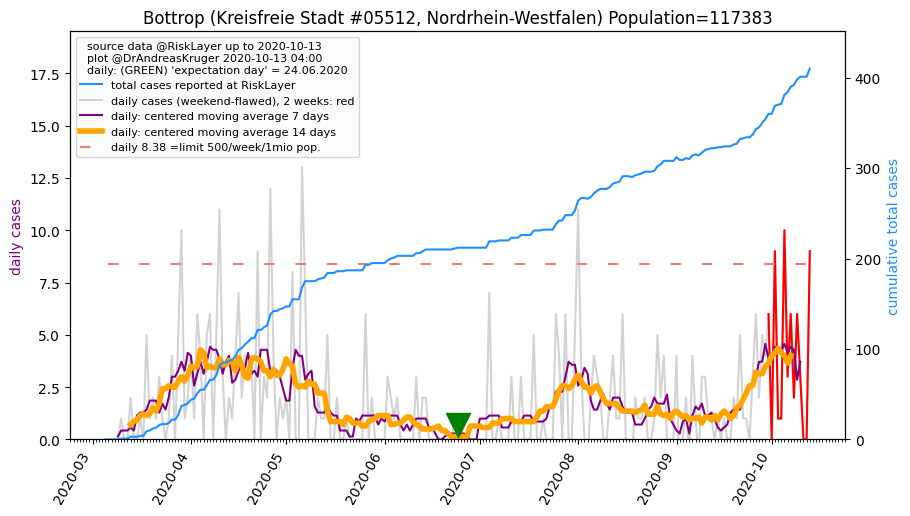 Bottrop (Kreisfreie Stadt #05512, Nordrhein-Westfalen) Population=117383
source data @RiskLayer up to 2020-10-13
plot @DrAndreasKruger 2020-10-13 04:00
daily: (GREEN) 'expectation day' = 24.06.2020
total cases reported at RiskLayer
daily cases (weekend-flawed), 2 weeks: red
daily: centered moving average 7 days
daily: centered moving average 14 days
daily 8.38 =limit 500/week/1mio pop.
daily cases
17.5
15.0
12.5
10.0
7.5
5.0
2.5
0.0
400
300
200
100
0
cumulative total cases
2020-03
2020-04
2020-05
2020-06
2020-07
2020-08
2020-09
2020-10